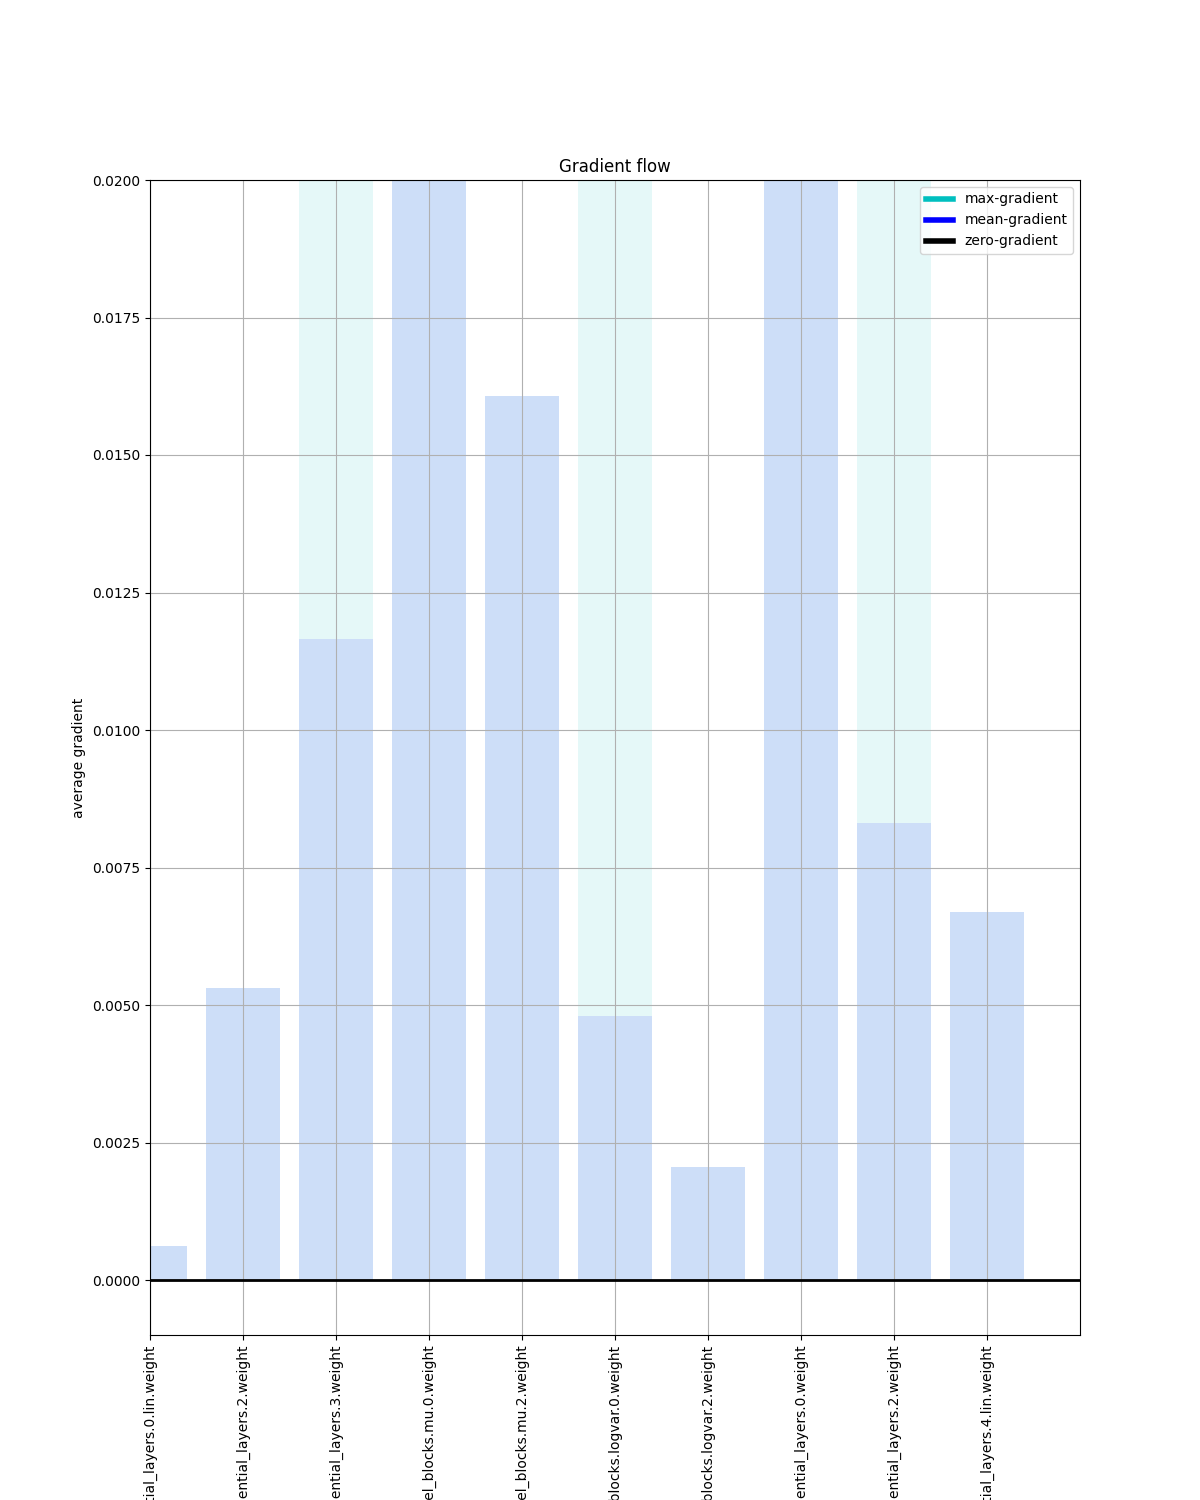 Gradient flow
max-gradient
mean-gradient
zero-gradient
0.0200
0.0175
0.0150
0.0125
0.0100
0.0075
0.0050
0.0025
0.0000
average gradient
tial_layers.0.lin.weight
ential_layers.2.weight
ential_layers.3.weight
el_blocks.mu.0.weight
el_blocks.mu.2.weight
blocks.logvar.0.weight
blocks.logvar.2.weight
ential_layers.0.weight
ential_layers.2.weight
tial_layers.4.lin.weight